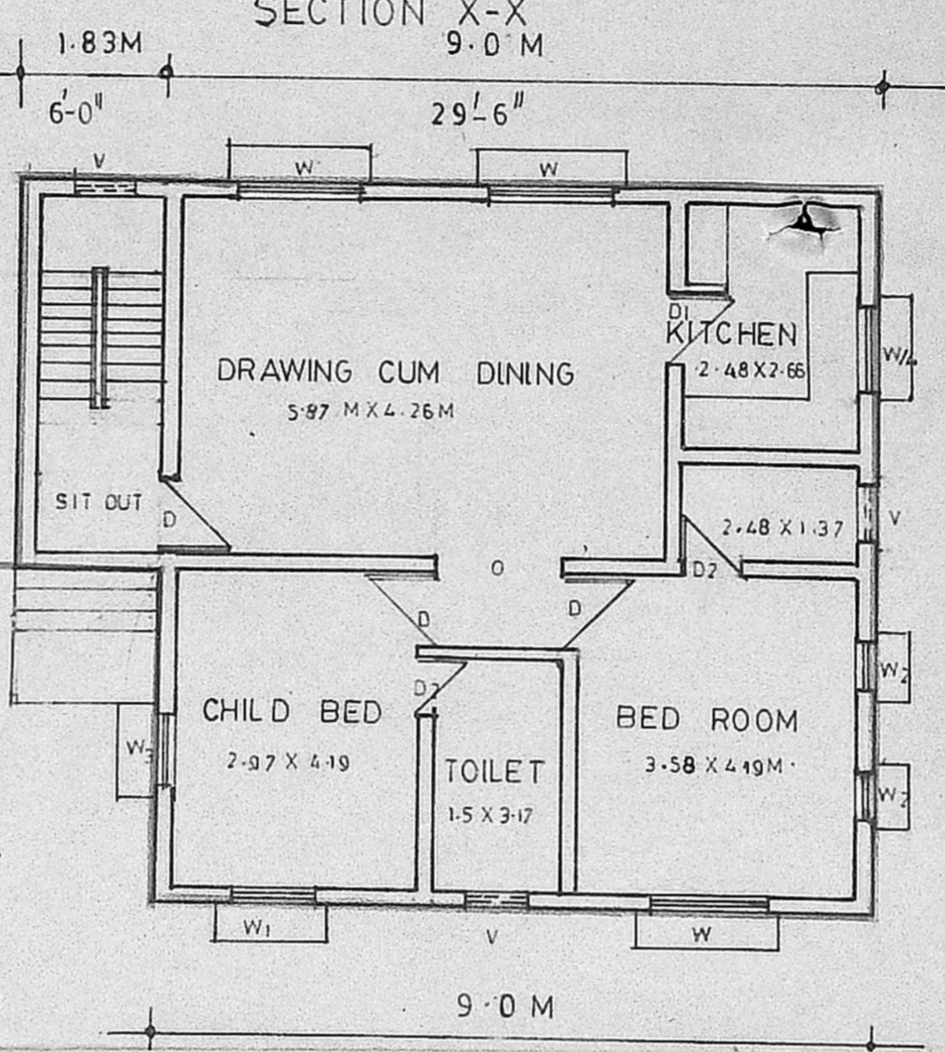 SECTION X-X
1.83M
9.0 M
6'-0"
29'-6"
V
W
W
D1
KITCHEN
2.48X2.66
W4
DRAWING CUM DINING
5.87 M X 4.26M
SIT OUT
D
2.48 X 1.37
V
O
D2
D
D
W2
D2
CHILD BED
2.97 X 4.19
W3
BED ROOM
3.58 X 4.19M
TOILET
1.5 X 3.17
W2
W1
V
W
9.0 M